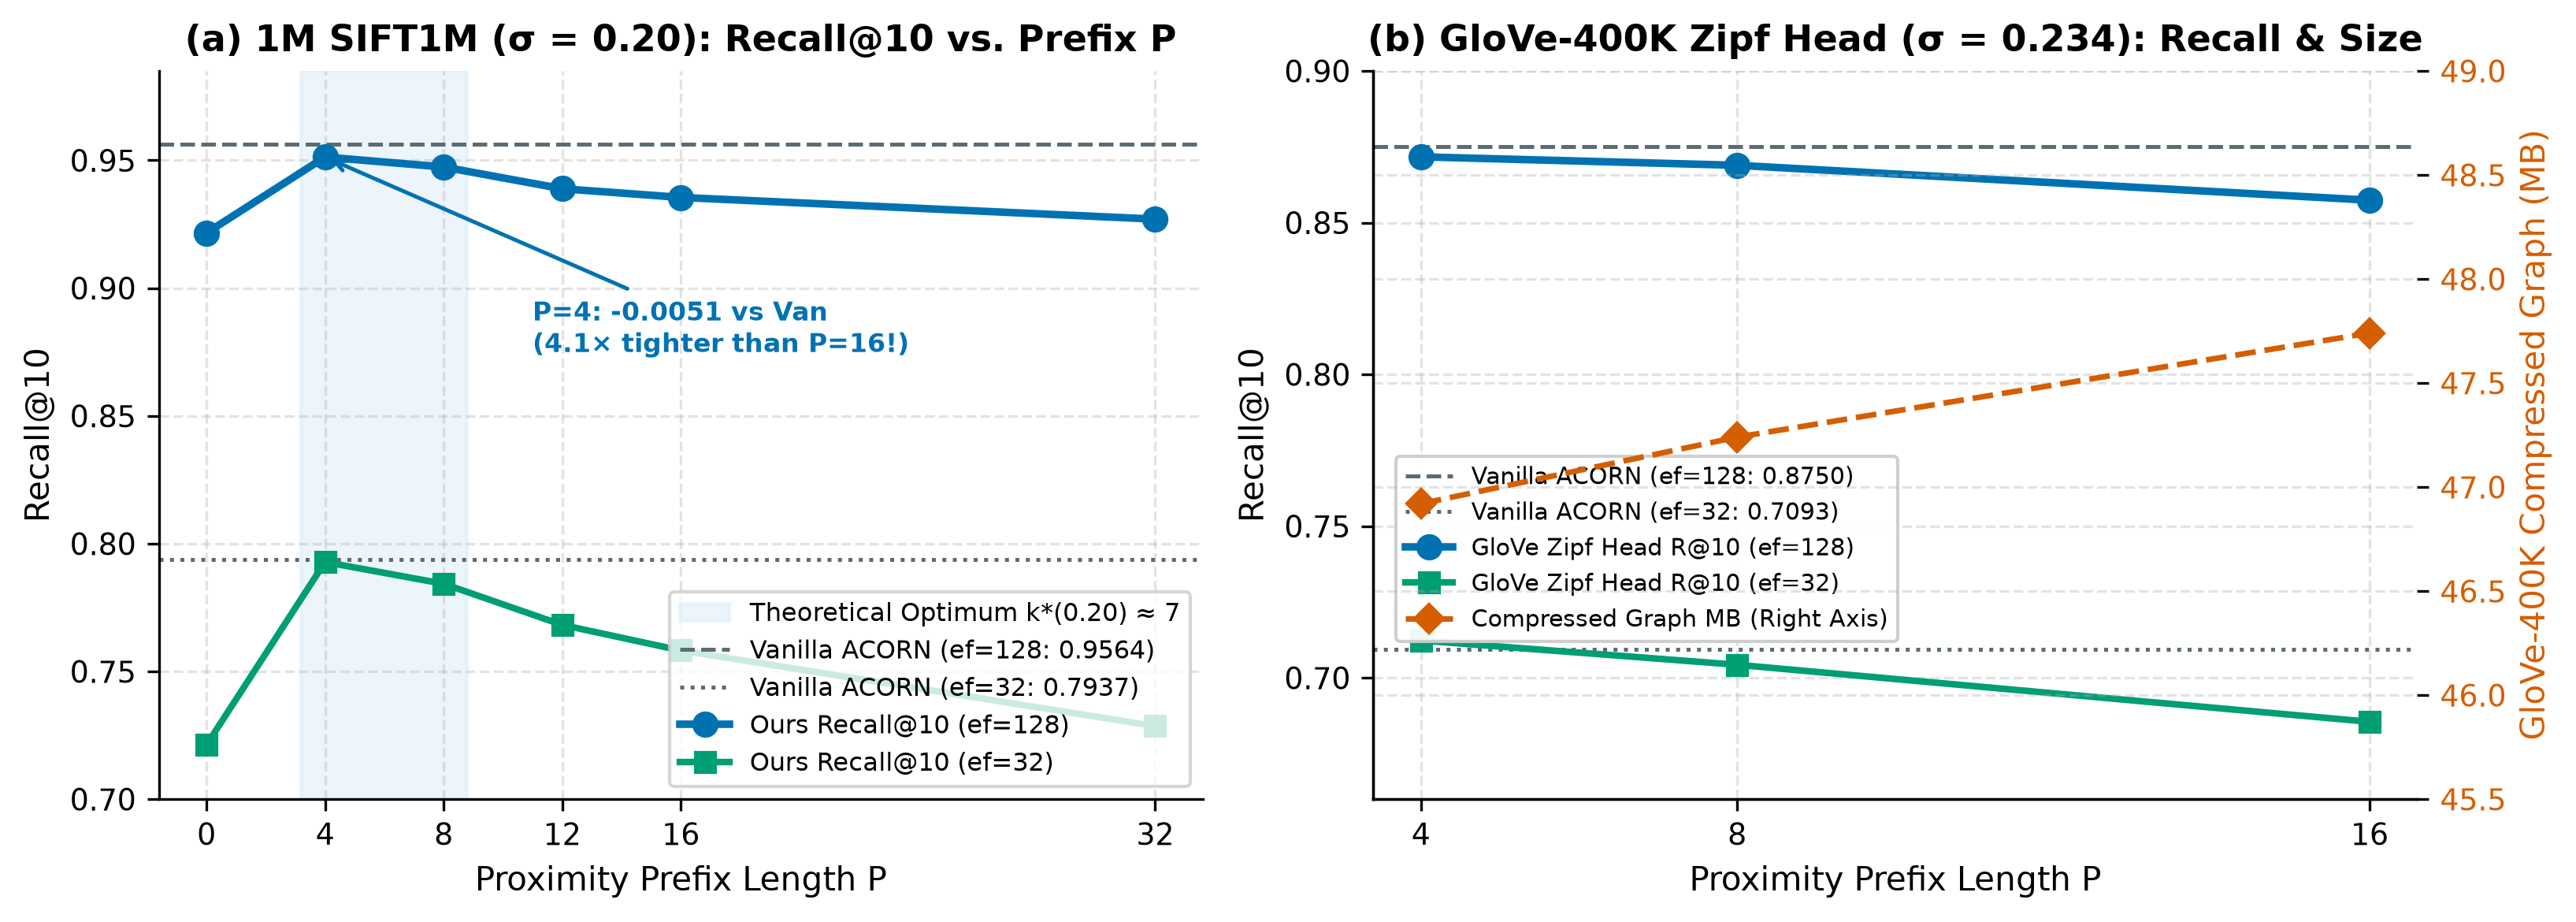 (a) 1M SIFT1M (σ = 0.20): Recall@10 vs. Prefix P
Recall@10
0.95
0.90
0.85
0.80
0.75
0.70
P=4: -0.0051 vs Van
(4.1× tighter than P=16!)
Theoretical Optimum k*(0.20) ≈ 7
Vanilla ACORN (ef=128: 0.9564)
Vanilla ACORN (ef=32: 0.7937)
Ours Recall@10 (ef=128)
Ours Recall@10 (ef=32)
0 4 8 12 16 32
Proximity Prefix Length P
(b) GloVe-400K Zipf Head (σ = 0.234): Recall & Size
Recall@10
0.90
0.85
0.80
0.75
0.70
Vanilla ACORN (ef=128: 0.8750)
Vanilla ACORN (ef=32: 0.7093)
GloVe Zipf Head R@10 (ef=128)
GloVe Zipf Head R@10 (ef=32)
Compressed Graph MB (Right Axis)
4 8 16
Proximity Prefix Length P
49.0
48.5
48.0
47.5
47.0
46.5
46.0
45.5
GloVe-400K Compressed Graph (MB)